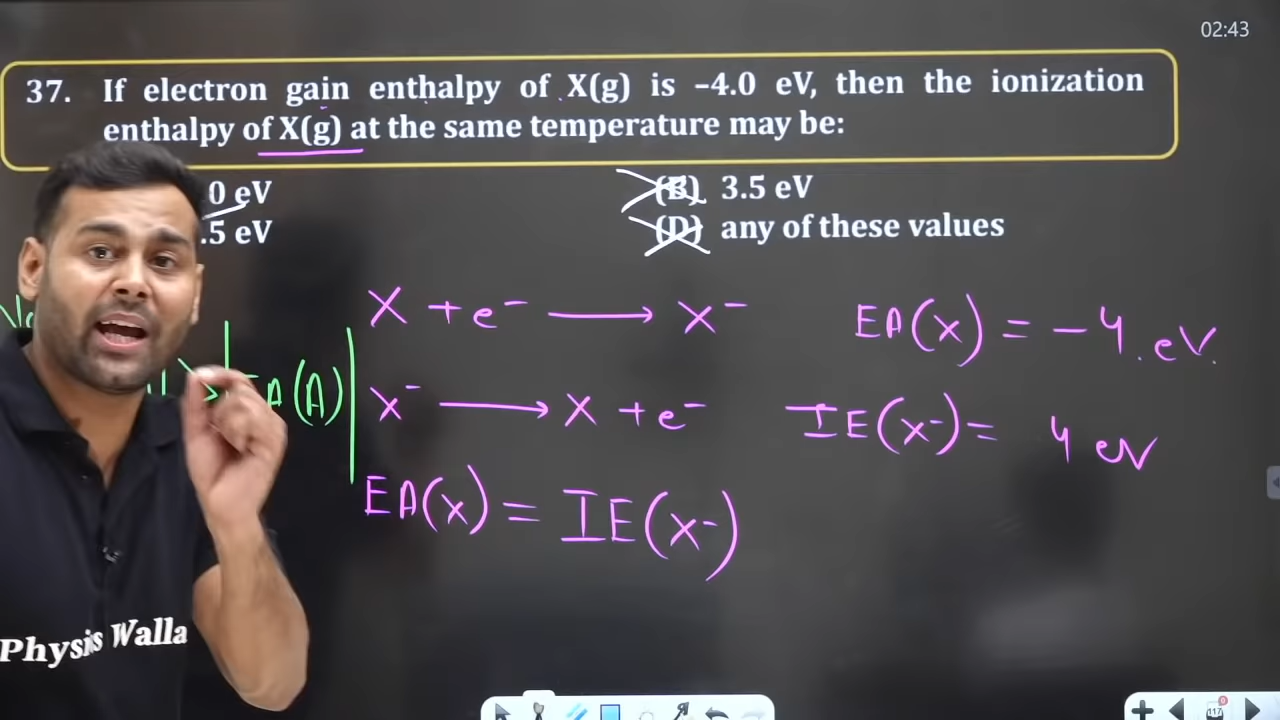 02:43
37. If electron gain enthalpy of X(g) is –4.0 eV, then the ionization
enthalpy of X(g) at the same temperature may be:
0 eV
(B) 3.5 eV
.5 eV
(D) any of these values
X + e⁻ ⟶ X⁻ EA(x) = –4 eV.
A(A)
X⁻ ⟶ X + e⁻ IE(x⁻) = 4 eV
EA(x) = IE(x⁻)
Physics Walla
117